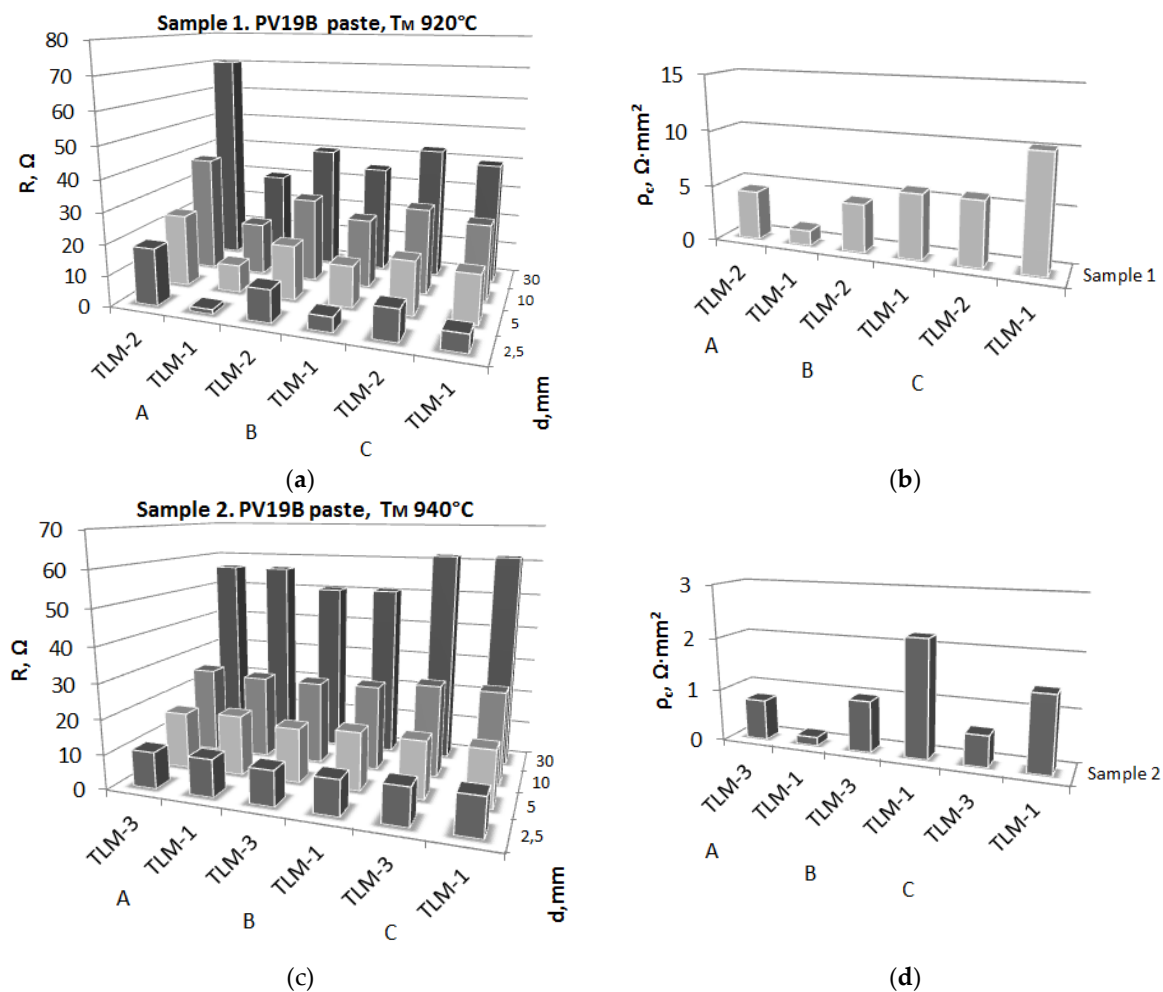 Sample 1. PV19B paste, TM 920°C
80
70
60
50
40
30
20
10
0
R, Ω
30
10
5
2,5
d,mm
TLM-2
TLM-1
TLM-2
TLM-1
TLM-2
TLM-1
A
B
C
(a)
15
10
5
0
ρc, Ω·mm²
Sample 1
TLM-2
TLM-1
TLM-2
TLM-1
TLM-2
TLM-1
A
B
C
(b)
Sample 2. PV19B paste, TM 940°C
70
60
50
40
30
20
10
0
R, Ω
30
10
5
2,5
d,mm
TLM-3
TLM-1
TLM-3
TLM-1
TLM-3
TLM-1
A
B
C
(c)
3
2
1
0
ρc, Ω·mm²
Sample 2
TLM-3
TLM-1
TLM-3
TLM-1
TLM-3
TLM-1
A
B
C
(d)